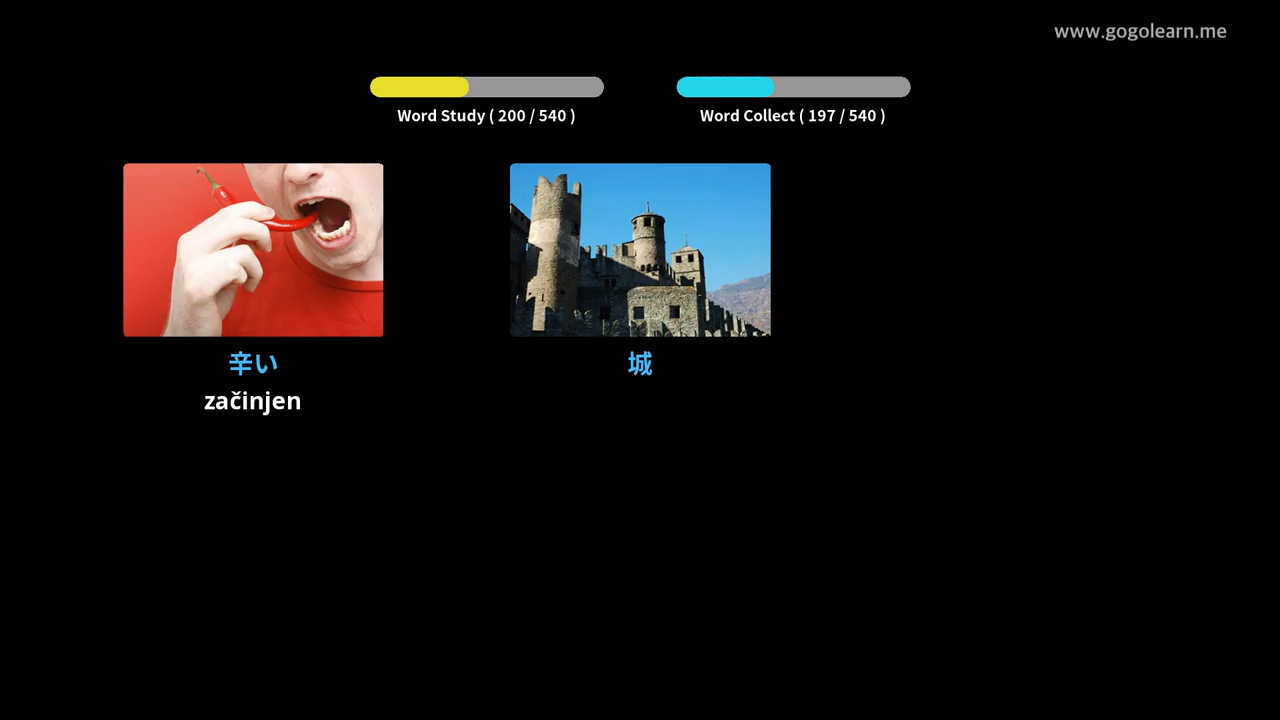 www.gogolearn.me
Word Study ( 200 / 540 )
Word Collect ( 197 / 540 )
辛い
začinjen
城